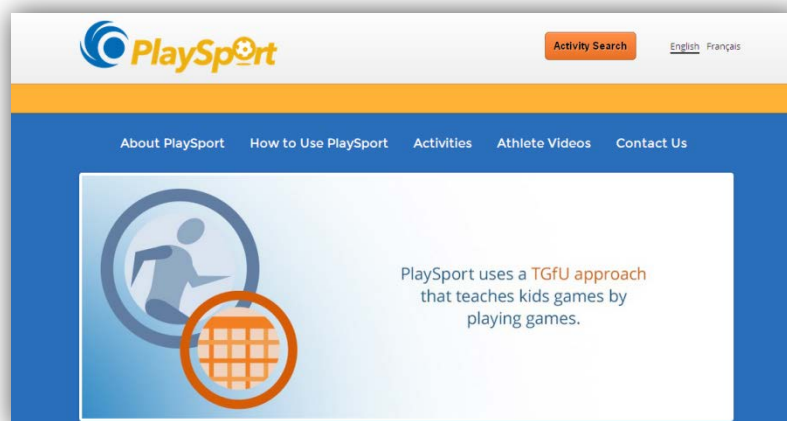 PlaySport
Activity Search
English Français
About PlaySport How to Use PlaySport Activities Athlete Videos Contact Us
PlaySport uses a TGfU approach
that teaches kids games by
playing games.